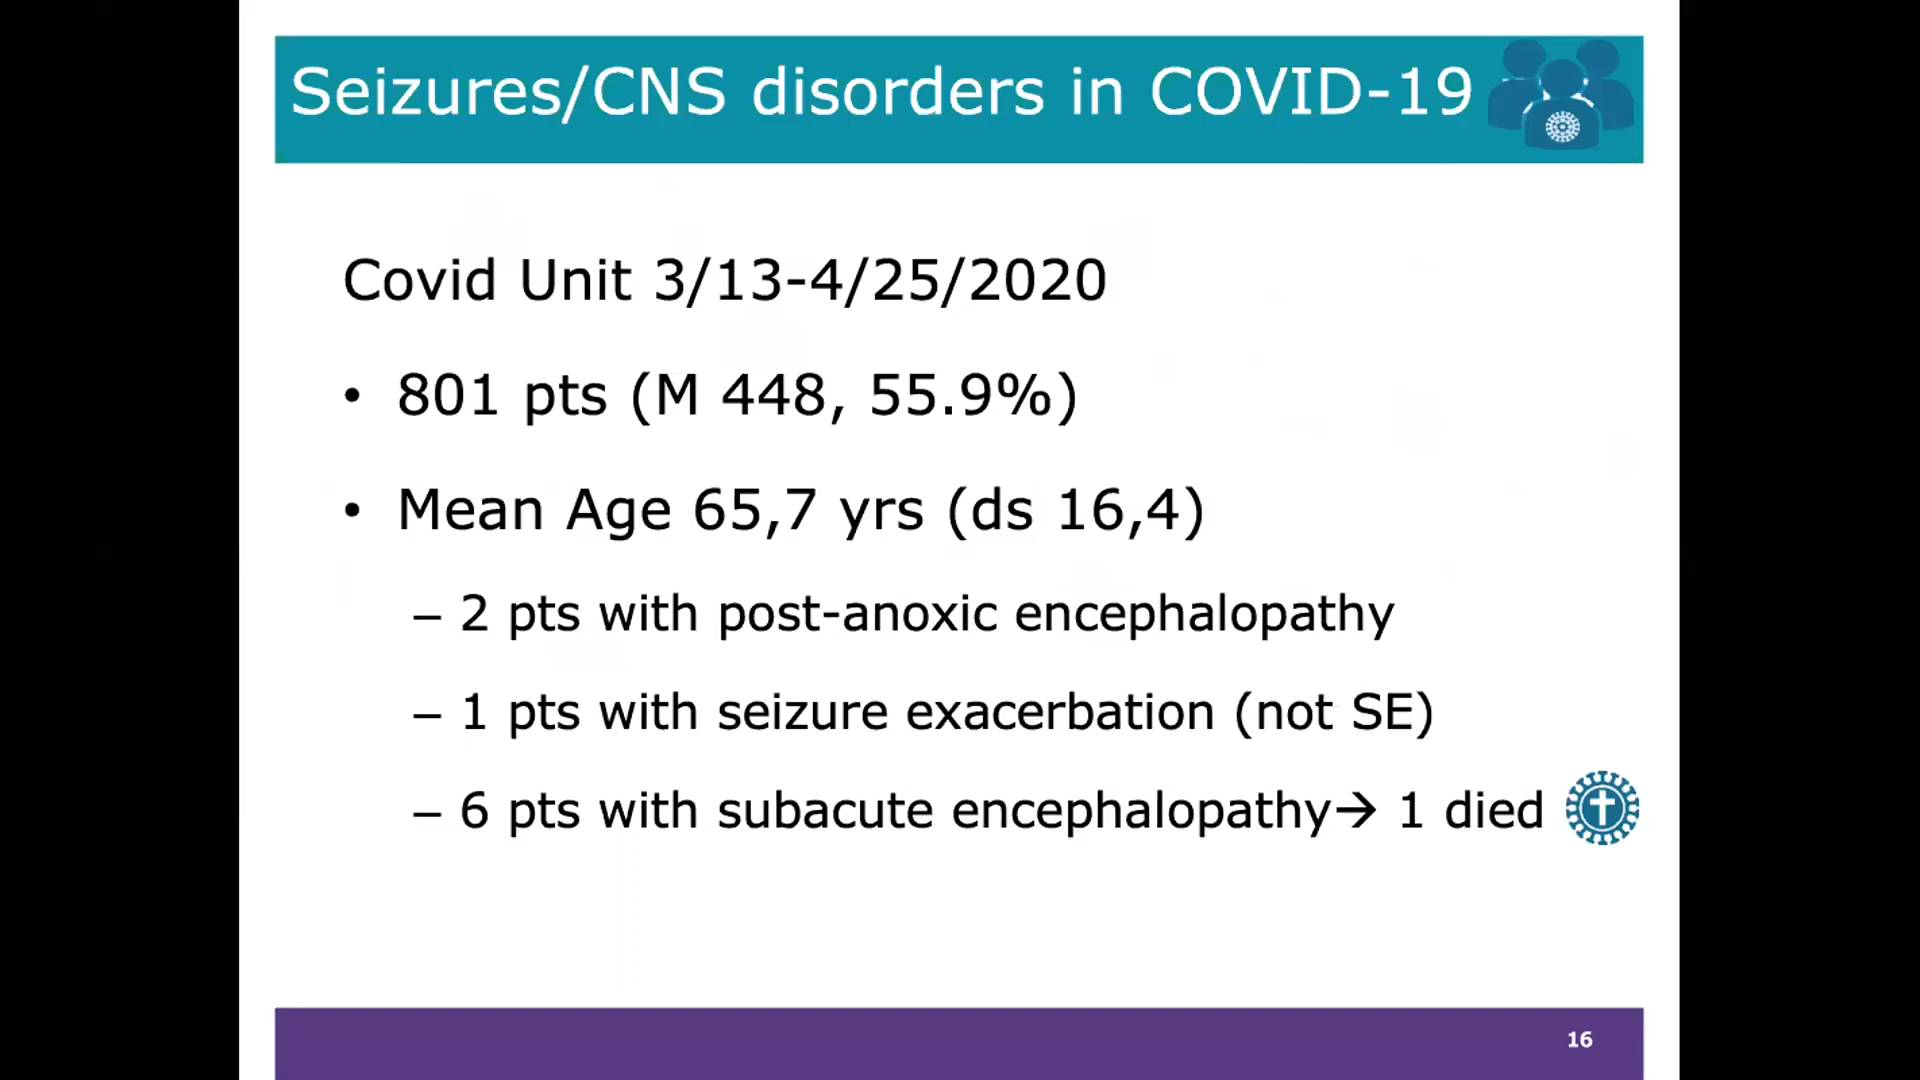 Seizures/CNS disorders in COVID-19
Covid Unit 3/13-4/25/2020
• 801 pts (M 448, 55.9%)
• Mean Age 65,7 yrs (ds 16,4)
– 2 pts with post-anoxic encephalopathy
– 1 pts with seizure exacerbation (not SE)
– 6 pts with subacute encephalopathy→ 1 died
16